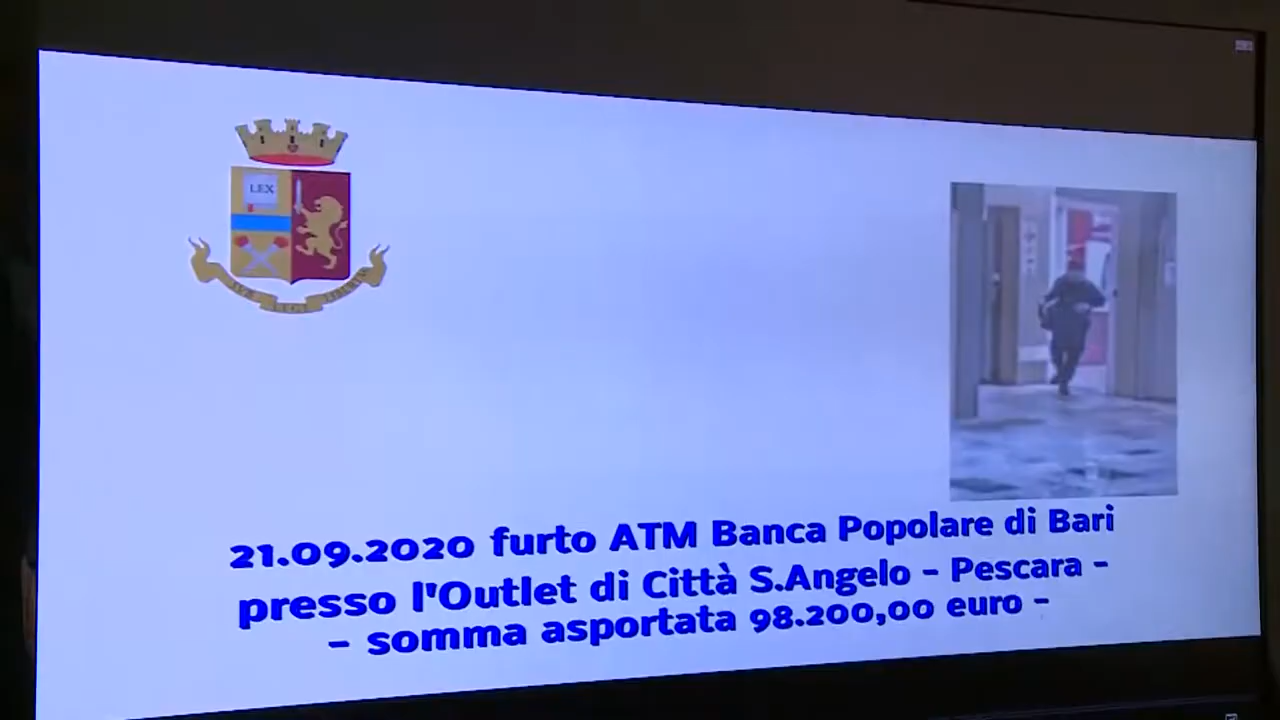 LEX
21.09.2020 furto ATM Banca Popolare di Bari
presso l'Outlet di Città S.Angelo - Pescara -
- somma asportata 98.200,00 euro -